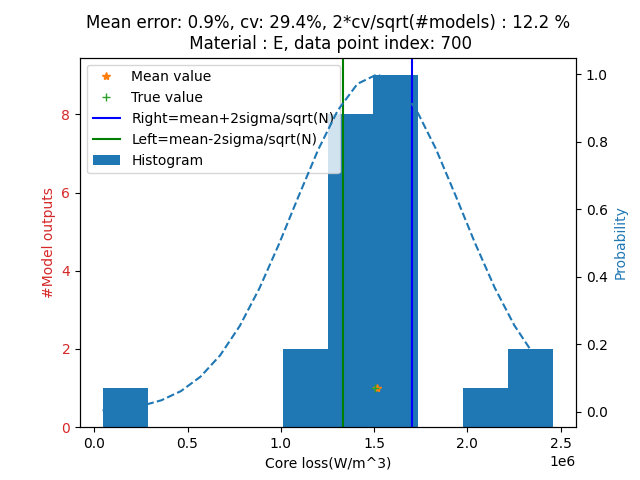 Mean error: 0.9%, cv: 29.4%, 2*cv/sqrt(#models) : 12.2 %
Material : E, data point index: 700
Mean value
True value
Right=mean+2sigma/sqrt(N)
Left=mean-2sigma/sqrt(N)
Histogram
#Model outputs
8
6
4
2
0
1.0
0.8
0.6
0.4
0.2
0.0
Probability
0.0 0.5 1.0 1.5 2.0 2.5
1e6
Core loss(W/m^3)